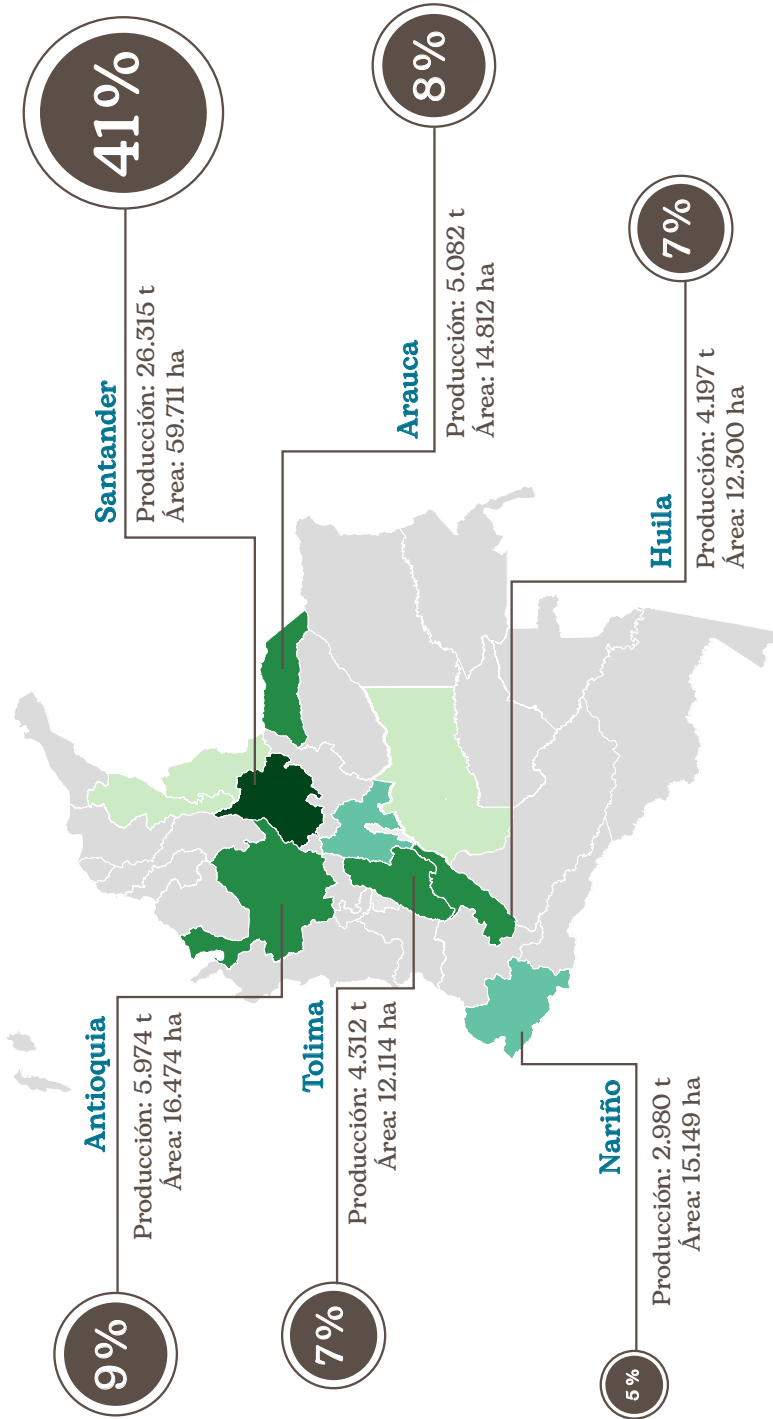 Antioquia
Producción: 5.974 t
Área: 16.474 ha
9%
Tolima
Producción: 4.312 t
Área: 12.114 ha
7%
Nariño
Producción: 2.980 t
Área: 15.149 ha
5%
Santander
Producción: 26.315 t
Área: 59.711 ha
41%
Arauca
Producción: 5.082 t
Área: 14.812 ha
8%
Huila
Producción: 4.197 t
Área: 12.300 ha
7%